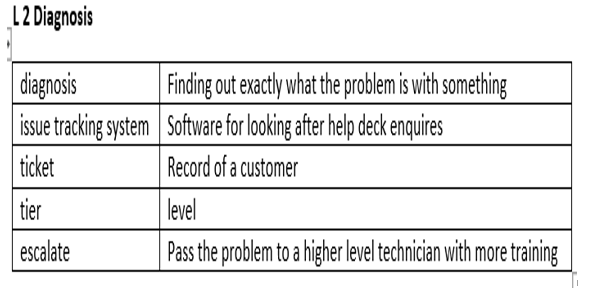 L 2 Diagnosis
diagnosis Finding out exactly what the problem is with something
issue tracking system Software for looking after help deck enquires
ticket Record of a customer
tier level
escalate Pass the problem to a higher level technician with more training